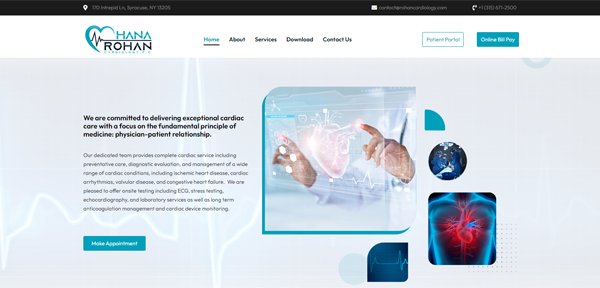 170 Intrepid Ln, Syracuse, NY 13205
contact@rohancardiology.com
+1 (315) 671-2500
HANA
ROHAN
CARDIOLOGY P.C
Home About Services Download Contact Us
Patient Portal Online Bill Pay
We are committed to delivering exceptional cardiac
care with a focus on the fundamental principle of
medicine: physician-patient relationship.
Our dedicated team provides complete cardiac service including
preventative care, diagnostic evaluation, and management of a wide
range of cardiac conditions, including ischemic heart disease, cardiac
arrhythmias, valvular disease, and congestive heart failure. We are
pleased to offer onsite testing including ECG, stress testing,
echocardiography, and laboratory services as well as long term
anticoagulation management and cardiac device monitoring.
Make Appointment